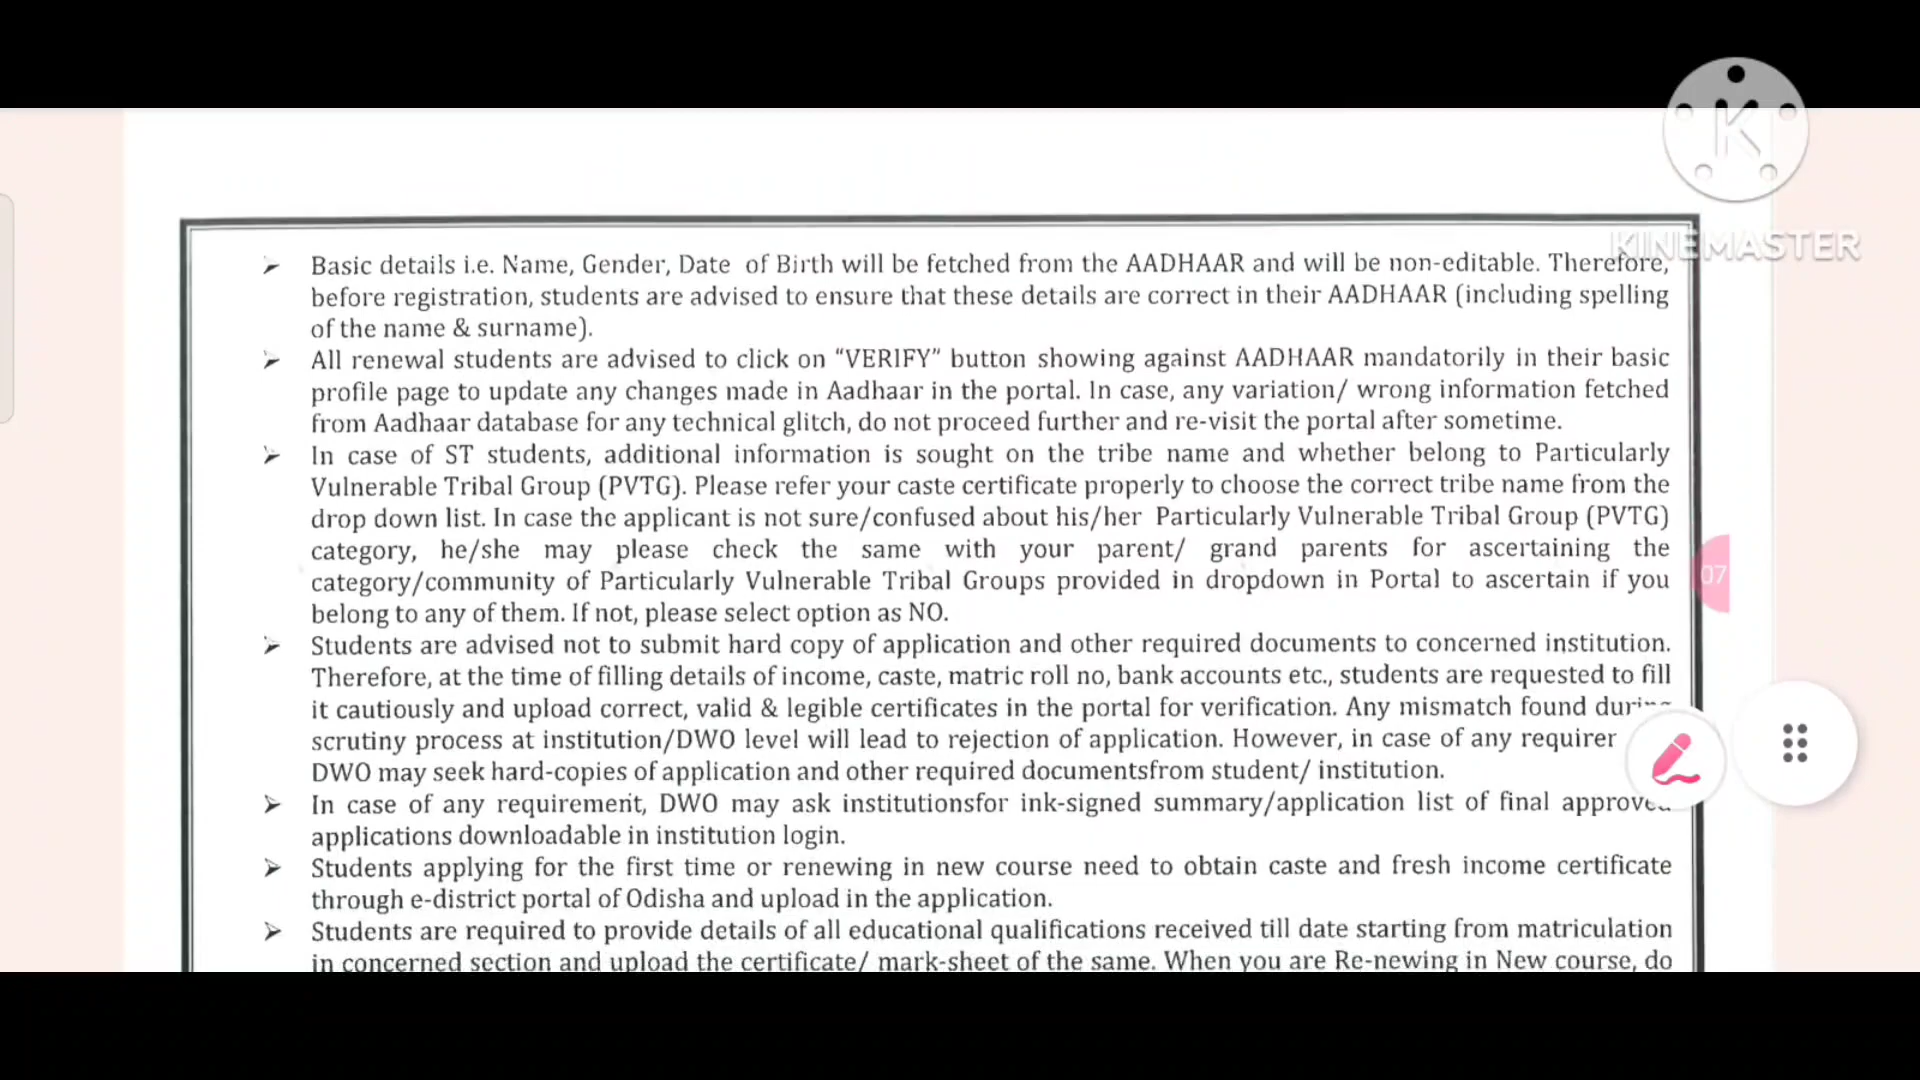 K
KINEMASTER
➢ Basic details i.e. Name, Gender, Date of Birth will be fetched from the AADHAAR and will be non-editable. Therefore,
before registration, students are advised to ensure that these details are correct in their AADHAAR (including spelling
of the name & surname).
➢ All renewal students are advised to click on “VERIFY” button showing against AADHAAR mandatorily in their basic
profile page to update any changes made in Aadhaar in the portal. In case, any variation/ wrong information fetched
from Aadhaar database for any technical glitch, do not proceed further and re-visit the portal after sometime.
➢ In case of ST students, additional information is sought on the tribe name and whether belong to Particularly
Vulnerable Tribal Group (PVTG). Please refer your caste certificate properly to choose the correct tribe name from the
drop down list. In case the applicant is not sure/confused about his/her Particularly Vulnerable Tribal Group (PVTG)
category, he/she may please check the same with your parent/ grand parents for ascertaining the
category/community of Particularly Vulnerable Tribal Groups provided in dropdown in Portal to ascertain if you
belong to any of them. If not, please select option as NO.
07
➢ Students are advised not to submit hard copy of application and other required documents to concerned institution.
Therefore, at the time of filling details of income, caste, matric roll no, bank accounts etc., students are requested to fill
it cautiously and upload correct, valid & legible certificates in the portal for verification. Any mismatch found during
scrutiny process at institution/DWO level will lead to rejection of application. However, in case of any
DWO may seek hard-copies of application and other required documentsfrom student/ institution.
➢ In case of any requirement, DWO may ask institutionsfor ink-signed summary/application list of final approved
applications downloadable in institution login.
➢ Students applying for the first time or renewing in new course need to obtain caste and fresh income certificate
through e-district portal of Odisha and upload in the application.
➢ Students are required to provide details of all educational qualifications received till date starting from matriculation
in concerned section and upload the certificate/ mark-sheet of the same. When you are Re-newing in New course, do